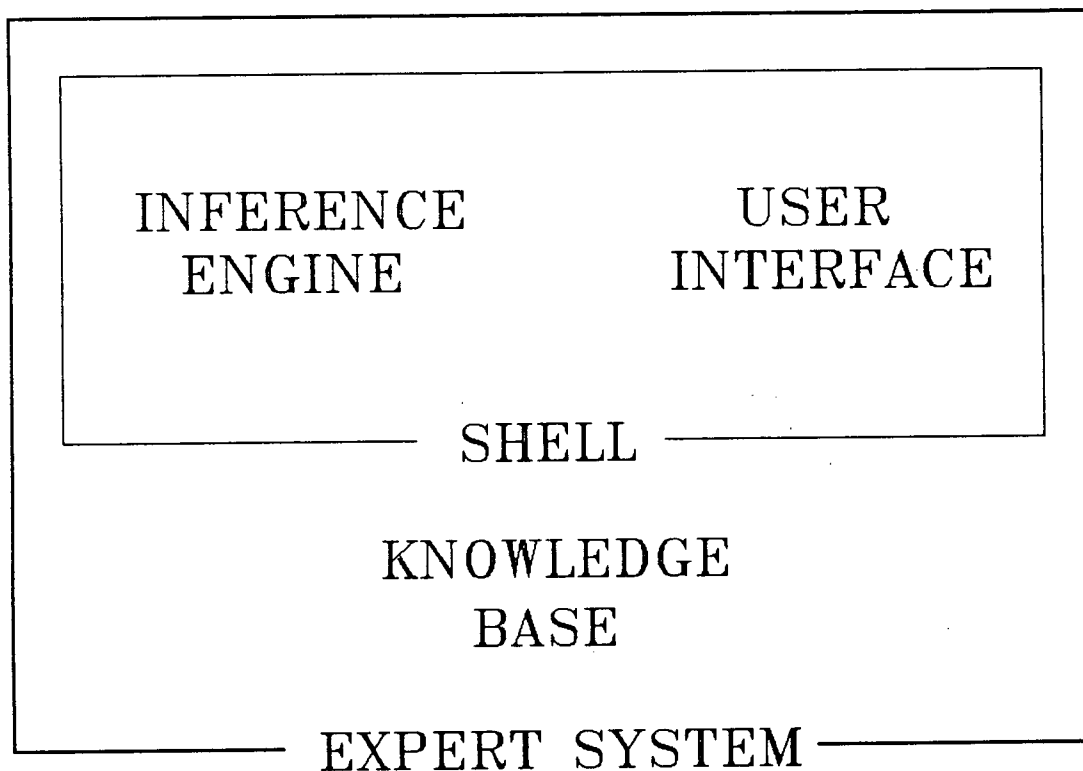 INFERENCE
ENGINE
USER
INTERFACE
SHELL
KNOWLEDGE
BASE
EXPERT SYSTEM